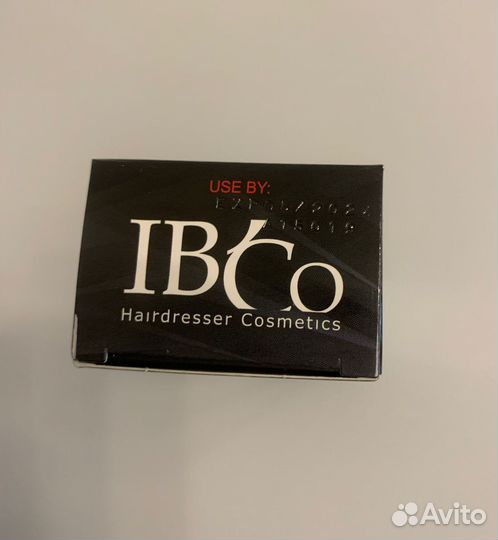 USE BY:
IBCo
Hairdresser Cosmetics
Avito